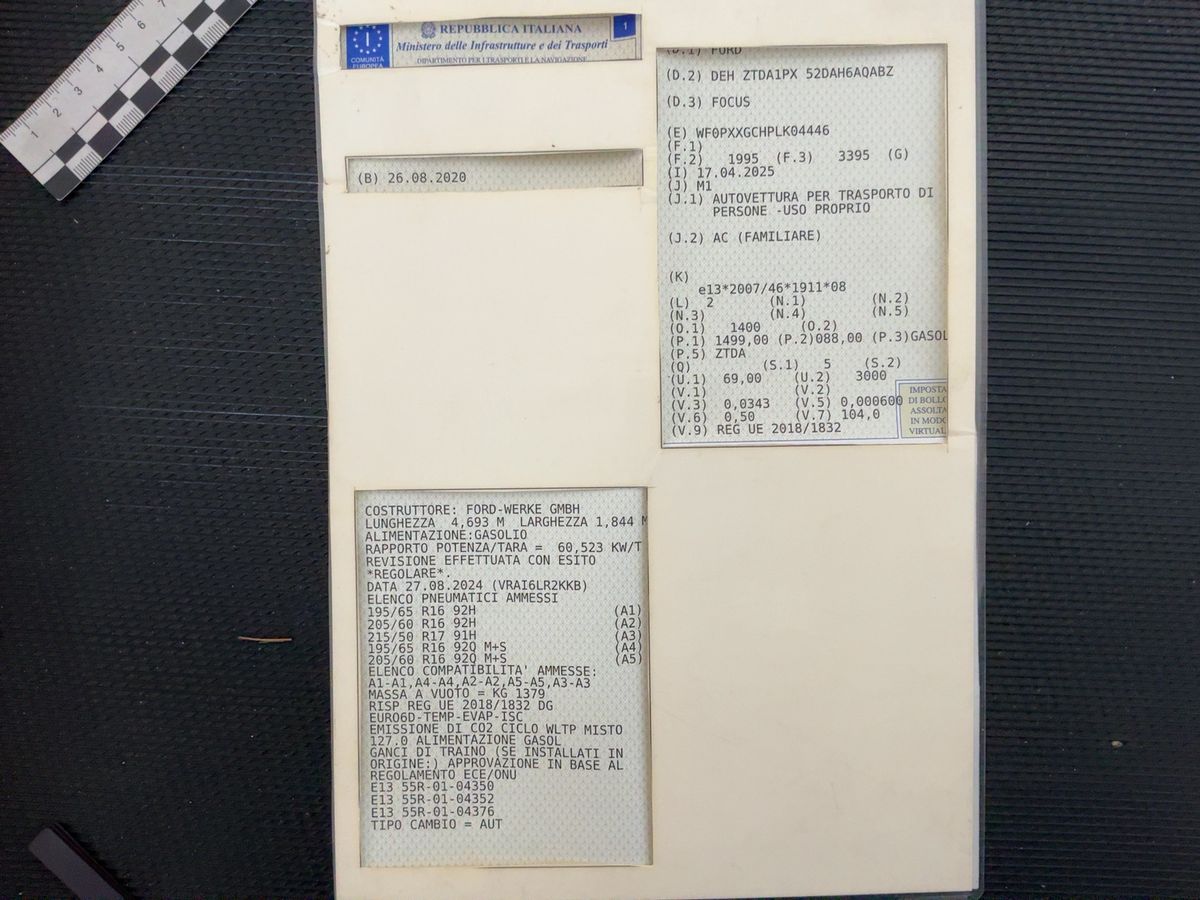 1 2 3 4 5 6 7
I
COMUNITÀ
EUROPEA
REPUBBLICA ITALIANA
Ministero delle Infrastrutture e dei Trasporti
DIPARTIMENTO PER I TRASPORTI E LA NAVIGAZIONE
1
(B) 26.08.2020
(D.1) FORD
(D.2) DEH ZTDA1PX 52DAH6AQABZ
(D.3) FOCUS
(E) WF0PXXGCHPLK04446
(F.1)
(F.2) 1995 (F.3) 3395 (G)
(I) 17.04.2025
(J) M1
(J.1) AUTOVETTURA PER TRASPORTO DI
PERSONE -USO PROPRIO
(J.2) AC (FAMILIARE)
(K)
e13*2007/46*1911*08
(L) 2 (N.1) (N.2)
(N.3) (N.4) (N.5)
(O.1) 1400 (O.2)
(P.1) 1499,00 (P.2)088,00 (P.3)GASOL
(P.5) ZTDA
(Q) (S.1) 5 (S.2)
(U.1) 69,00 (U.2) 3000
(V.1) (V.2)
(V.3) 0,0343 (V.5) 0,000600
(V.6) 0,50 (V.7) 104,0
(V.9) REG UE 2018/1832
IMPOSTA
DI BOLLO
ASSOLTA
IN MODO
VIRTUAL
COSTRUTTORE: FORD-WERKE GMBH
LUNGHEZZA 4,693 M LARGHEZZA 1,844 M
ALIMENTAZIONE:GASOLIO
RAPPORTO POTENZA/TARA = 60,523 KW/T
REVISIONE EFFETTUATA CON ESITO
*REGOLARE*.
DATA 27.08.2024 (VRAI6LR2KKB)
ELENCO PNEUMATICI AMMESSI
195/65 R16 92H (A1)
205/60 R16 92H (A2)
215/50 R17 91H (A3)
195/65 R16 92Q M+S (A4)
205/60 R16 92Q M+S (A5)
ELENCO COMPATIBILITA' AMMESSE:
A1-A1,A4-A4,A2-A2,A5-A5,A3-A3
MASSA A VUOTO = KG 1379
RISP REG UE 2018/1832 DG
EURO6D-TEMP-EVAP-ISC
EMISSIONE DI CO2 CICLO WLTP MISTO
127.0 ALIMENTAZIONE GASOL
GANCI DI TRAINO (SE INSTALLATI IN
ORIGINE:) APPROVAZIONE IN BASE AL
REGOLAMENTO ECE/ONU
E13 55R-01-04350
E13 55R-01-04352
E13 55R-01-04376
TIPO CAMBIO = AUT